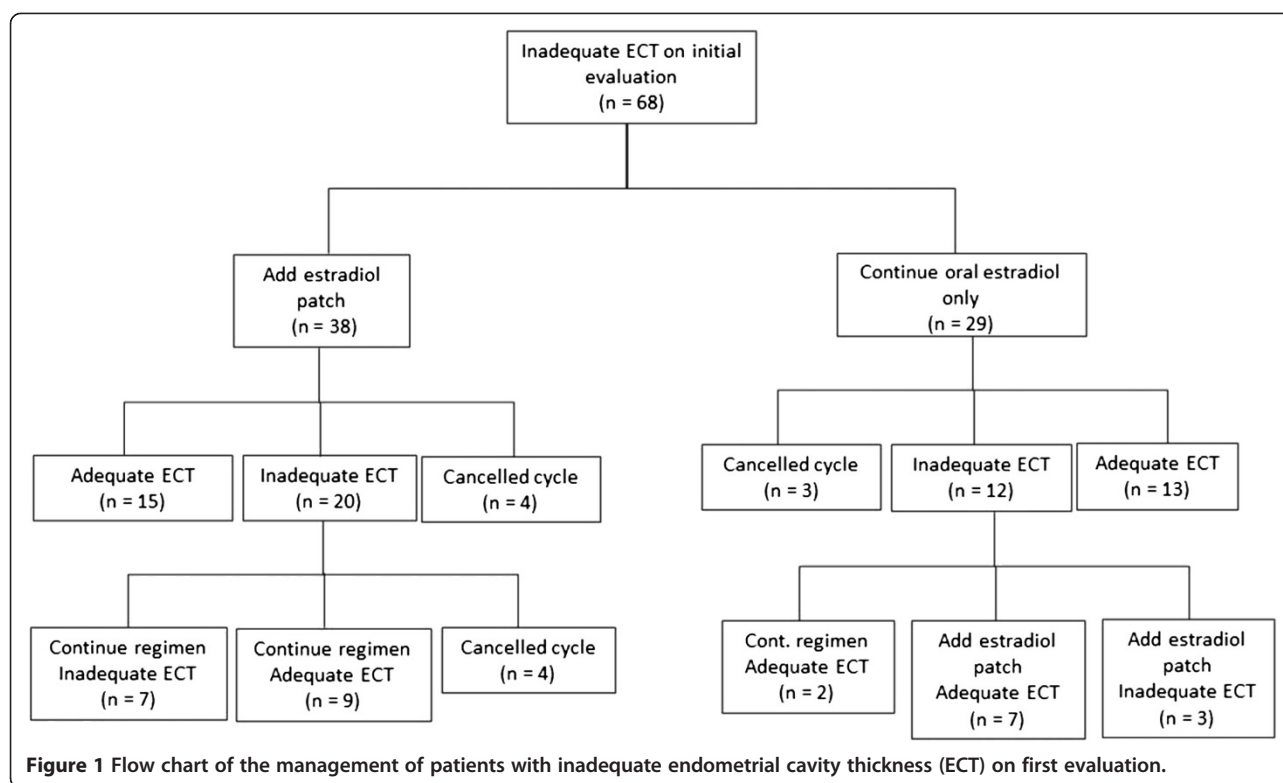 Inadequate ECT on initial
evaluation
(n = 68)
Add estradiol
patch
(n = 38)
Continue oral estradiol
only
(n = 29)
Adequate ECT
(n = 15)
Inadequate ECT
(n = 20)
Cancelled cycle
(n = 4)
Cancelled cycle
(n = 3)
Inadequate ECT
(n = 12)
Adequate ECT
(n = 13)
Continue regimen
Inadequate ECT
(n = 7)
Continue regimen
Adequate ECT
(n = 9)
Cancelled cycle
(n = 4)
Cont. regimen
Adequate ECT
(n = 2)
Add estradiol
patch
Adequate ECT
(n = 7)
Add estradiol
patch
Inadequate ECT
(n = 3)
Figure 1 Flow chart of the management of patients with inadequate endometrial cavity thickness (ECT) on first evaluation.